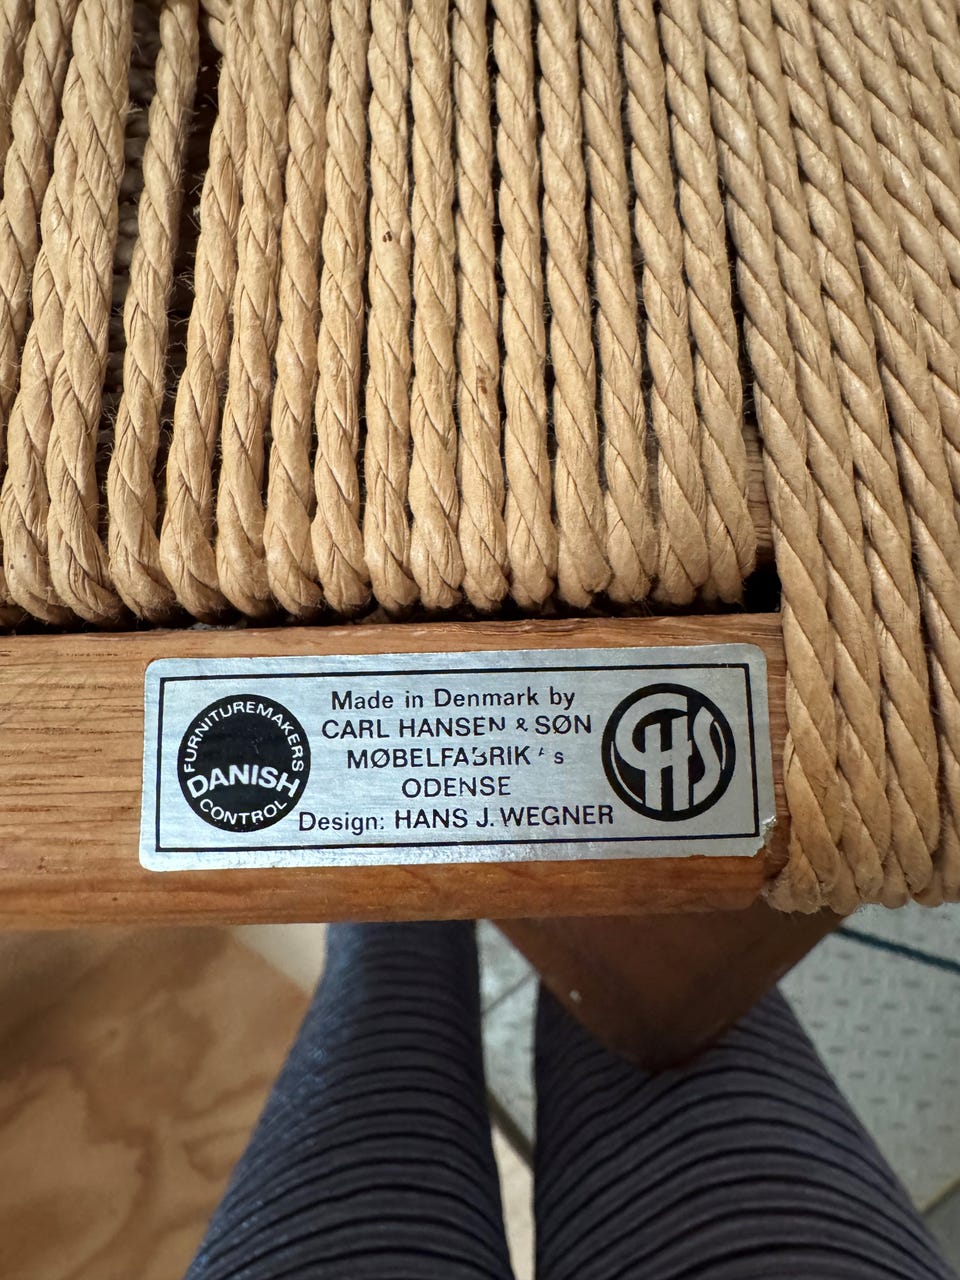 FURNITUREMAKERS
DANISH
CONTROL
Made in Denmark by
CARL HANSEN & SØN
MØBELFABRIK A/s
ODENSE
Design: HANS J. WEGNER
CHS